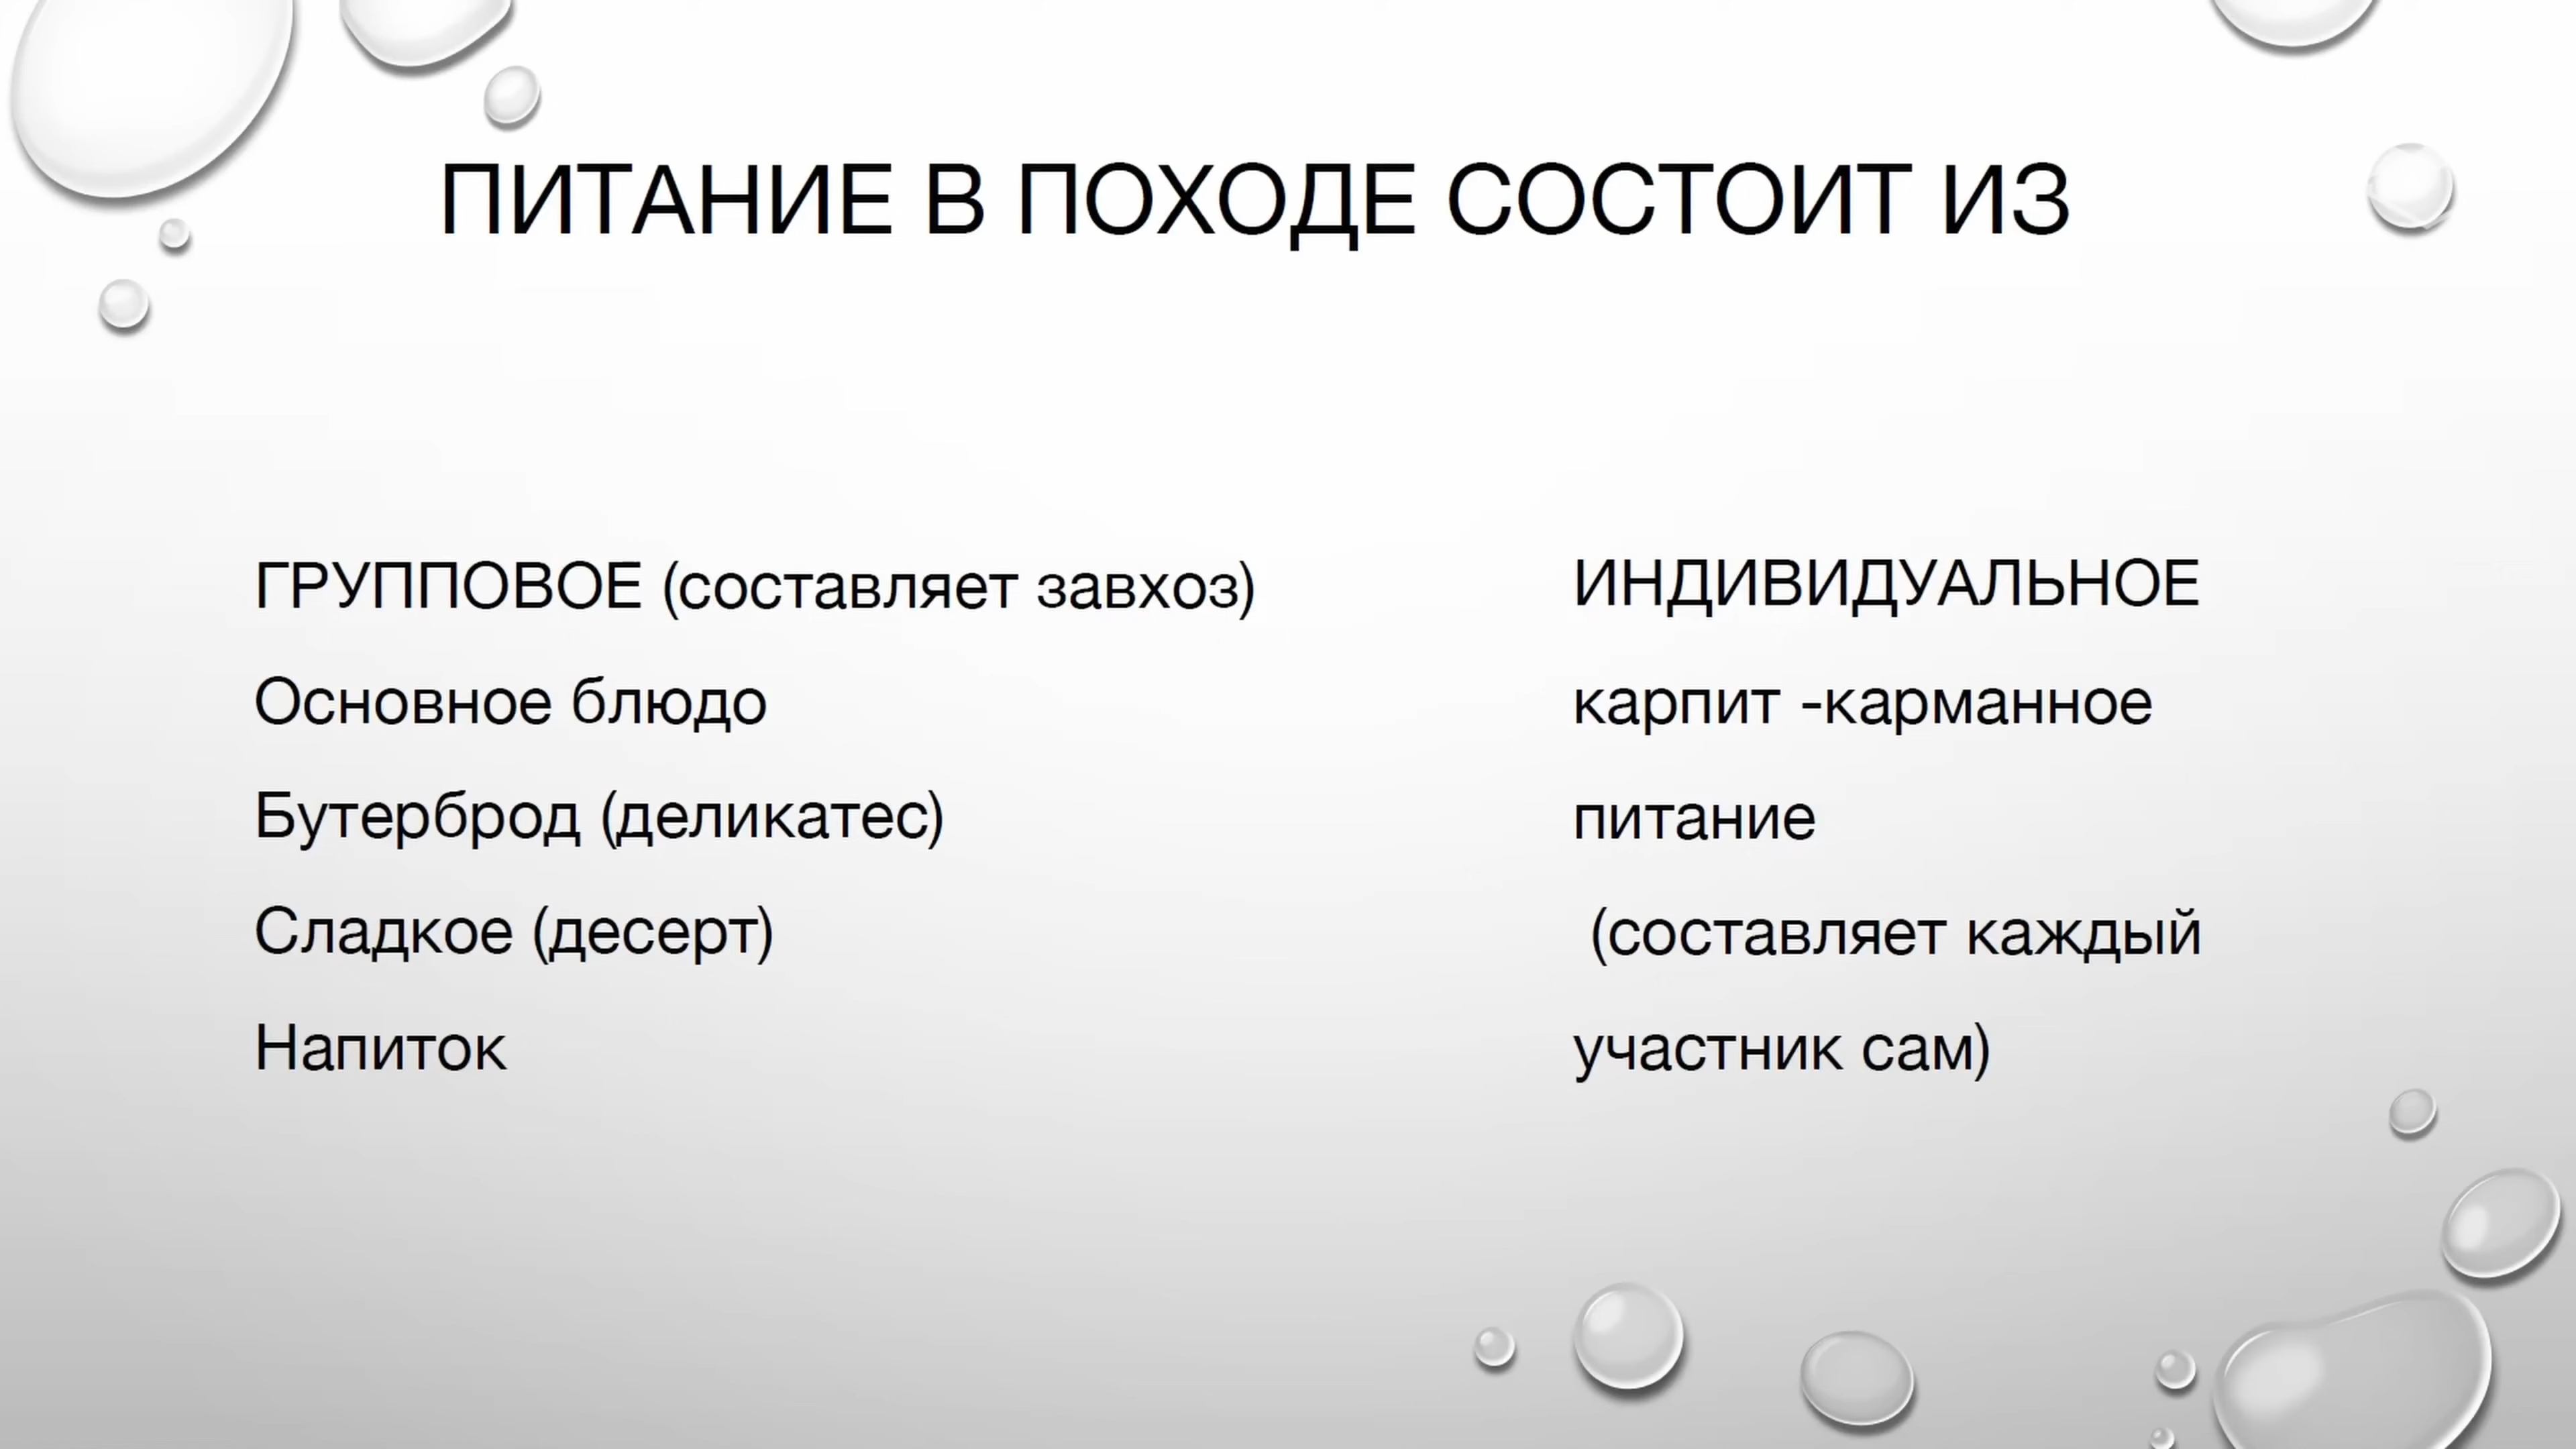 ПИТАНИЕ В ПОХОДЕ СОСТОИТ ИЗ
ГРУППОВОЕ (составляет завхоз)
Основное блюдо
Бутерброд (деликатес)
Сладкое (десерт)
Напиток
ИНДИВИДУАЛЬНОЕ
карпит -карманное
питание
(составляет каждый
участник сам)